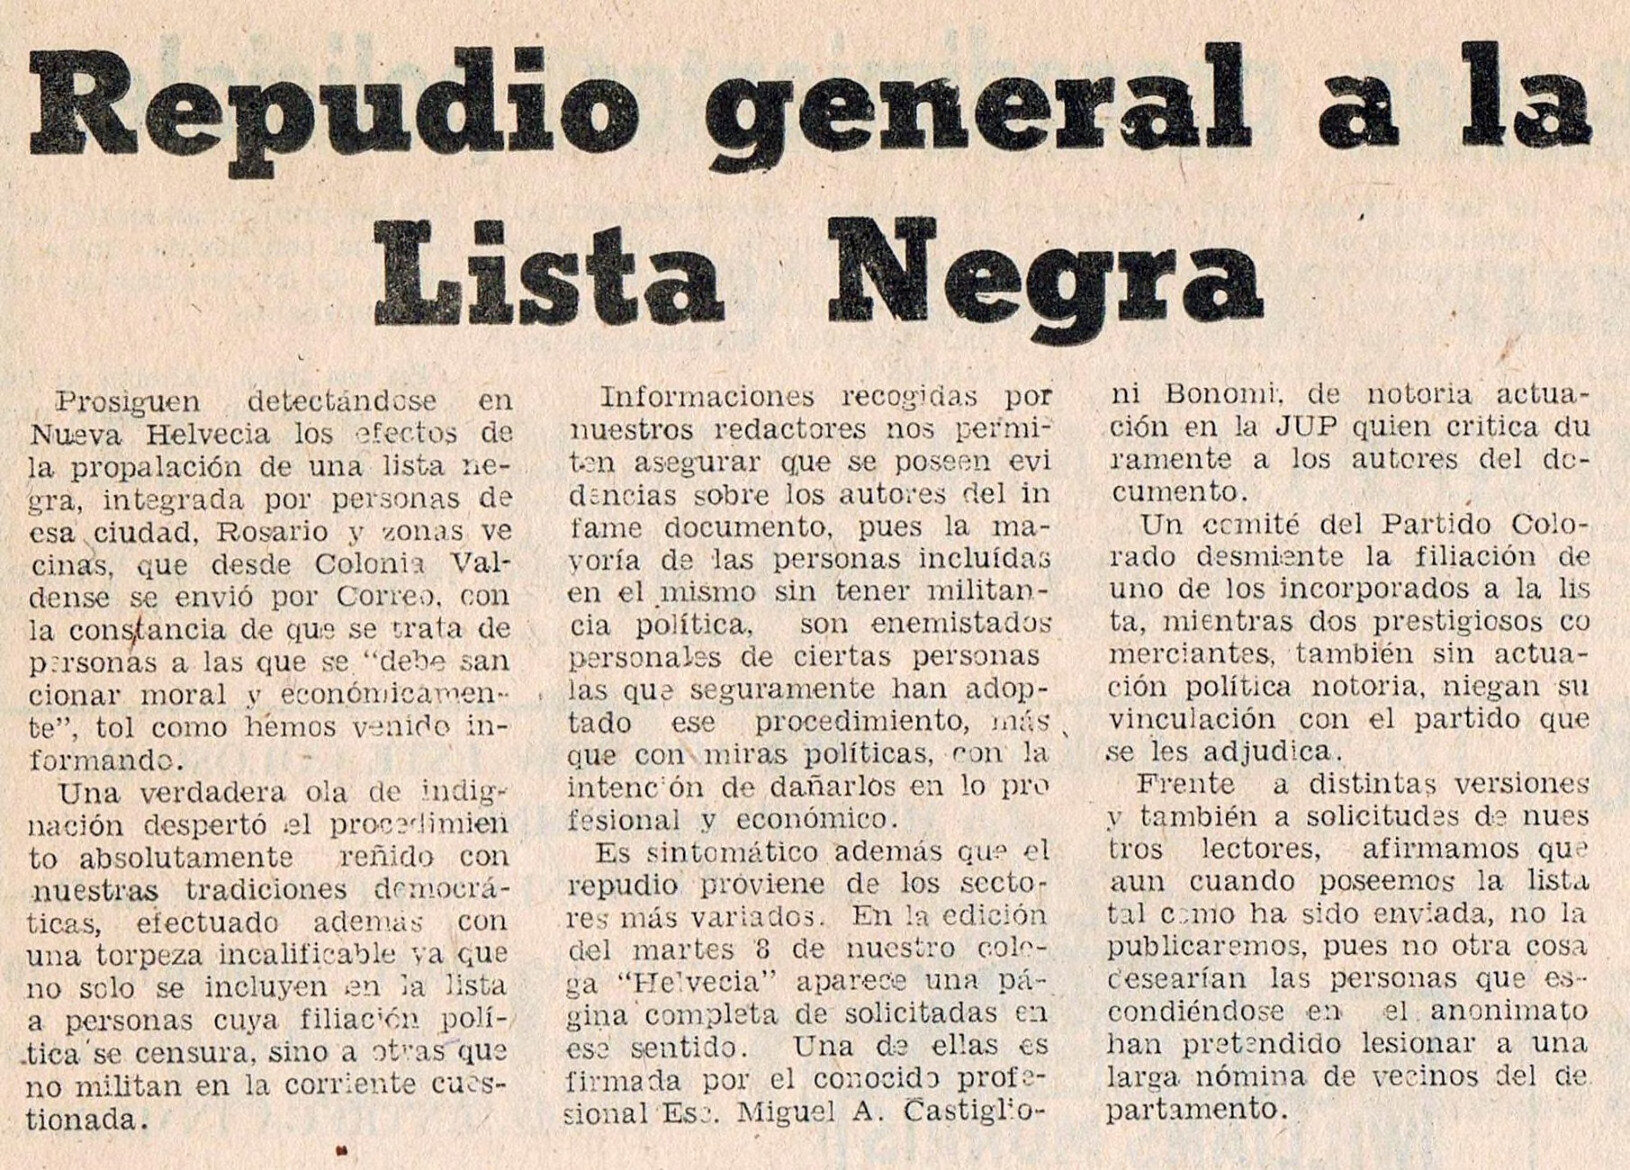 Repudio general a la
Lista Negra
Prosiguen detectándose en
Nueva Helvecia los efectos de
la propalación de una lista ne-
gra, integrada por personas de
esa ciudad, Rosario y zonas ve
cinas, que desde Colonia Val-
dense se envió por Correo, con
la constancia de que se trata de
personas a las que se “debe san
cionar moral y económicamen-
te”, tol como hemos venido in-
formando.
Una verdadera ola de indig-
nación despertó el procedimien
to absolutamente reñido con
nuestras tradiciones democrá-
ticas, efectuado además con
una torpeza incalificable ya que
no solo se incluyen en la lista
a personas cuya filiación polí-
tica se censura, sino a otras que
no militan en la corriente cues-
tionada.
Informaciones recogidas por
nuestros redactores nos permi-
ten asegurar que se poseen evi
dencias sobre los autores del in
fame documento, pues la ma-
yoría de las personas incluídas
en el mismo sin tener militan-
cia política, son enemistados
personales de ciertas personas
las que seguramente han adop-
tado ese procedimiento, más
que con miras políticas, con la
intención de dañarlos en lo pro
fesional y económico.
Es sintomático además que el
repudio proviene de los secto-
res más variados. En la edición
del martes 8 de nuestro cole-
ga “Helvecia” aparece una pá-
gina completa de solicitadas en
ese sentido. Una de ellas es
firmada por el conocido profe-
sional Esc. Miguel A. Castiglio-
ni Bonomi, de notoria actua-
ción en la JUP quien critica du
ramente a los autores del do-
cumento.
Un comité del Partido Colo-
rado desmiente la filiación de
uno de los incorporados a la lis
ta, mientras dos prestigiosos co
merciantes, también sin actua-
ción política notoria, niegan su
vinculación con el partido que
se les adjudica.
Frente a distintas versiones
y también a solicitudes de nues
tros lectores, afirmamos que
aun cuando poseemos la lista
tal como ha sido enviada, no la
publicaremos, pues no otra cosa
desearían las personas que es-
condiéndose en el anonimato
han pretendido lesionar a una
larga nómina de vecinos del de
partamento.